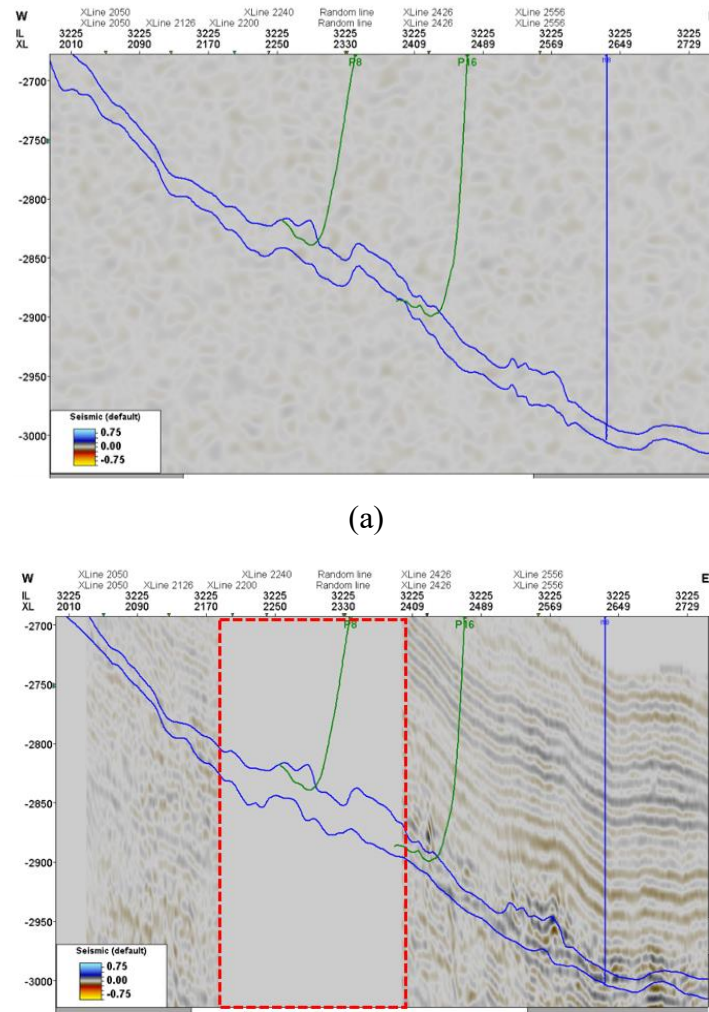 XLine 2050 XLine 2240 Random line XLine 2426 XLine 2556
W XLine 2050 XLine 2126 XLine 2200 Random line XLine 2426 XLine 2556
IL 3225 3225 3225 3225 3225 3225 3225 3225 3225 3225
XL 2010 2090 2170 2250 2330 2409 2489 2569 2649 2729
P8 P16
-2700
-2750
-2800
-2850
-2900
-2950
-3000
Seismic (default)
0.75
0.00
-0.75
(a)
XLine 2050 XLine 2240 Random line XLine 2426 XLine 2556
W XLine 2050 XLine 2126 XLine 2200 Random line XLine 2426 XLine 2556 E
IL 3225 3225 3225 3225 3225 3225 3225 3225 3225 3225
XL 2010 2090 2170 2250 2330 2409 2489 2569 2649 2729
P8 P16
-2700
-2750
-2800
-2850
-2900
-2950
-3000
Seismic (default)
0.75
0.00
-0.75